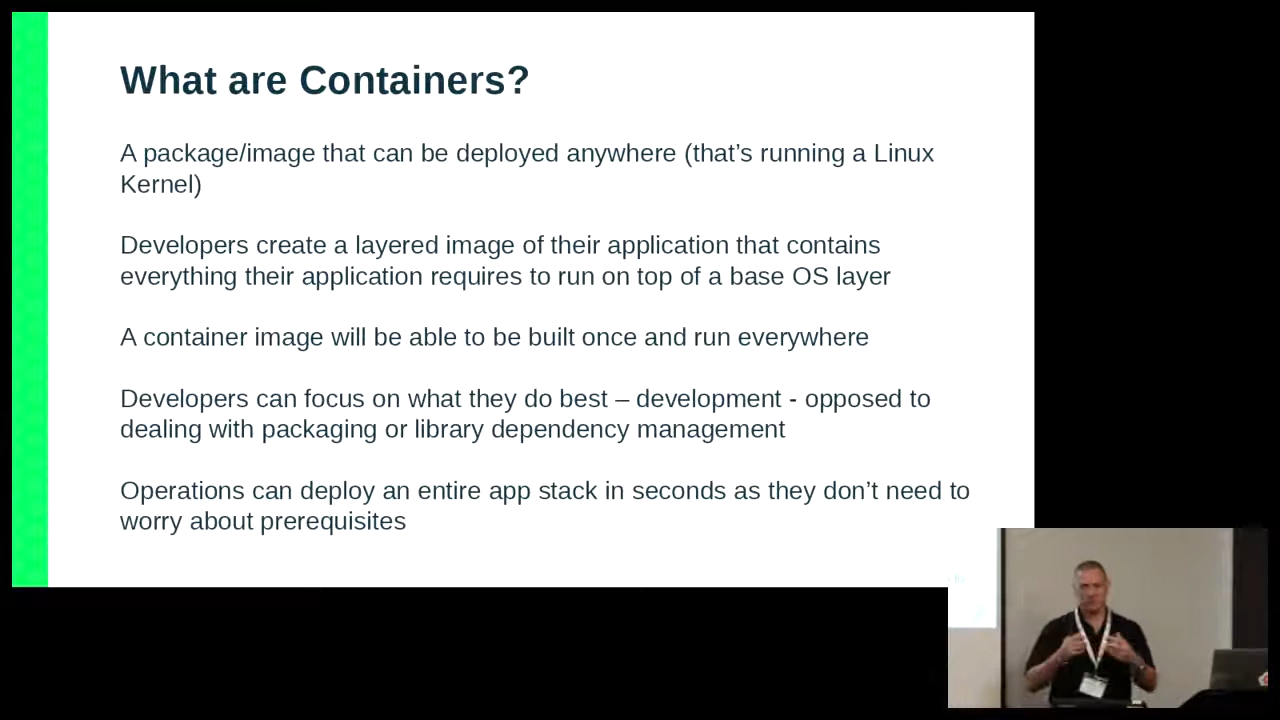 What are Containers?
A package/image that can be deployed anywhere (that’s running a Linux
Kernel)
Developers create a layered image of their application that contains
everything their application requires to run on top of a base OS layer
A container image will be able to be built once and run everywhere
Developers can focus on what they do best – development - opposed to
dealing with packaging or library dependency management
Operations can deploy an entire app stack in seconds as they don’t need to
worry about prerequisites